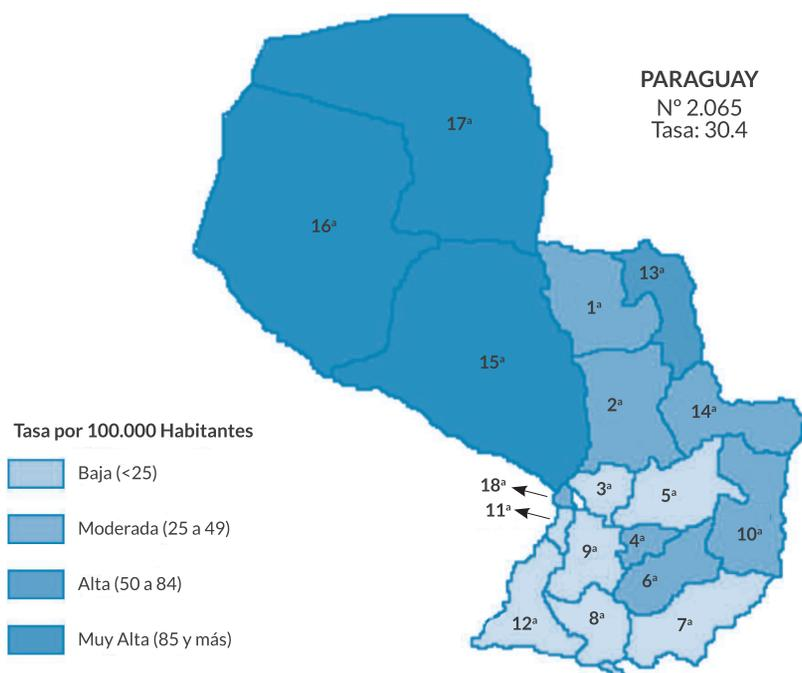 PARAGUAY
Nº 2.065
Tasa: 30.4
17ª
16ª
13ª
1ª
15ª
2ª
14ª
Tasa por 100.000 Habitantes
Baja (<25)
Moderada (25 a 49)
Alta (50 a 84)
Muy Alta (85 y más)
18ª
3ª
5ª
11ª
10ª
4ª
9ª
6ª
12ª
8ª
7ª